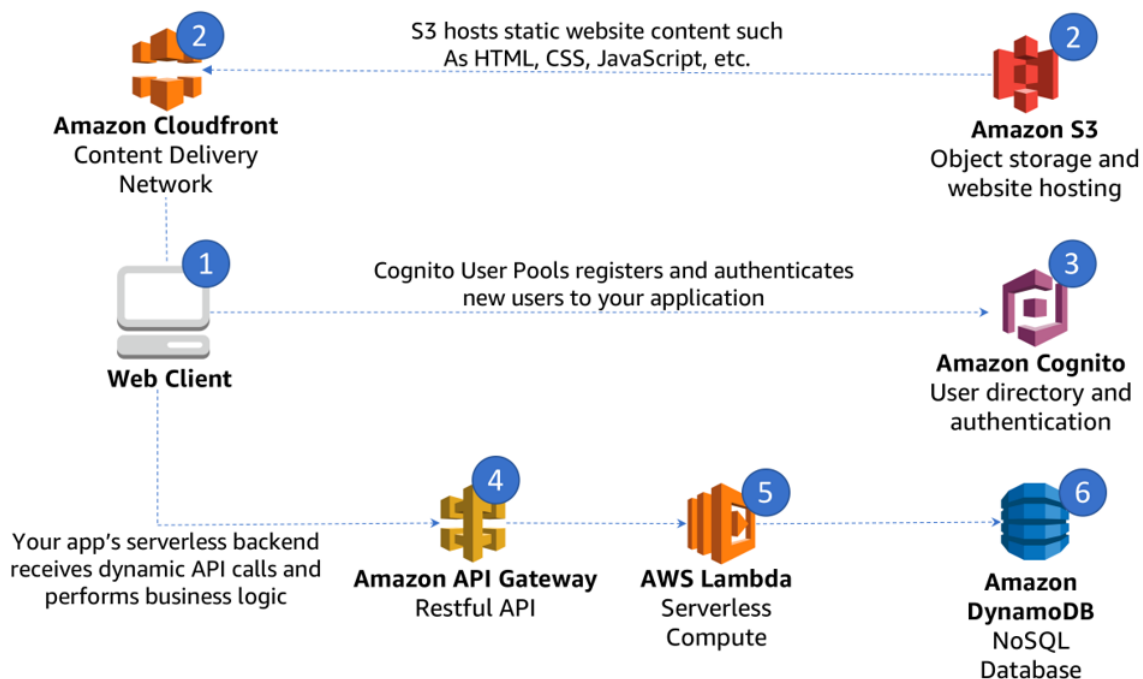 2
S3 hosts static website content such
As HTML, CSS, JavaScript, etc.
2
Amazon Cloudfront
Content Delivery
Network
Amazon S3
Object storage and
website hosting
1
Cognito User Pools registers and authenticates
new users to your application
3
Web Client
Amazon Cognito
User directory and
authentication
4
5
6
Your app's serverless backend
receives dynamic API calls and
performs business logic
Amazon API Gateway
Restful API
AWS Lambda
Serverless
Compute
Amazon
DynamoDB
NoSQL
Database